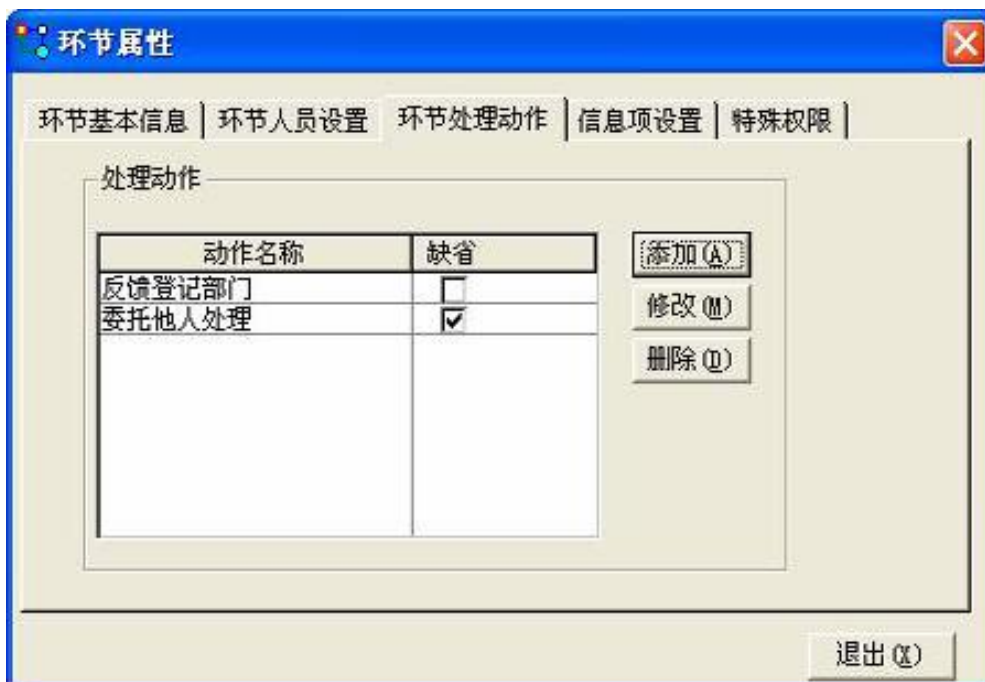 环节属性
环节基本信息 环节人员设置 环节处理动作 信息项设置 特殊权限
处理动作
动作名称 缺省
添加(A)
反馈登记部门
委托他人处理
修改(M)
删除(D)
退出(X)